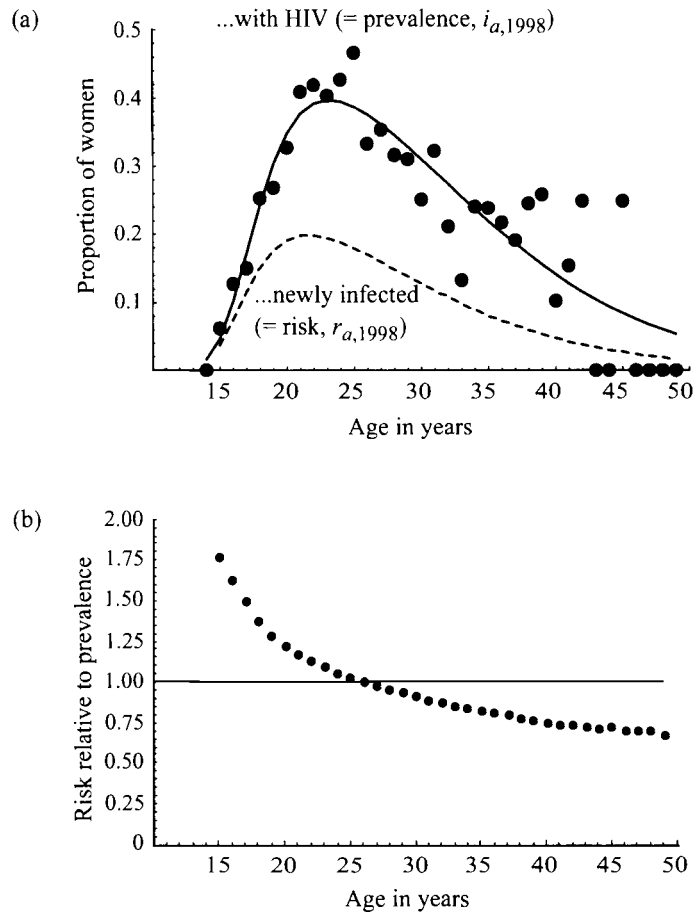 (a)
...with HIV (= prevalence, i_{a,1998})
Proportion of women
0.5
0.4
0.3
0.2
0.1
...newly infected
(= risk, r_{a,1998})
15 20 25 30 35 40 45 50
Age in years
(b)
Risk relative to prevalence
2.00
1.75
1.50
1.25
1.00
0.75
0.50
0.25
0
15 20 25 30 35 40 45 50
Age in years